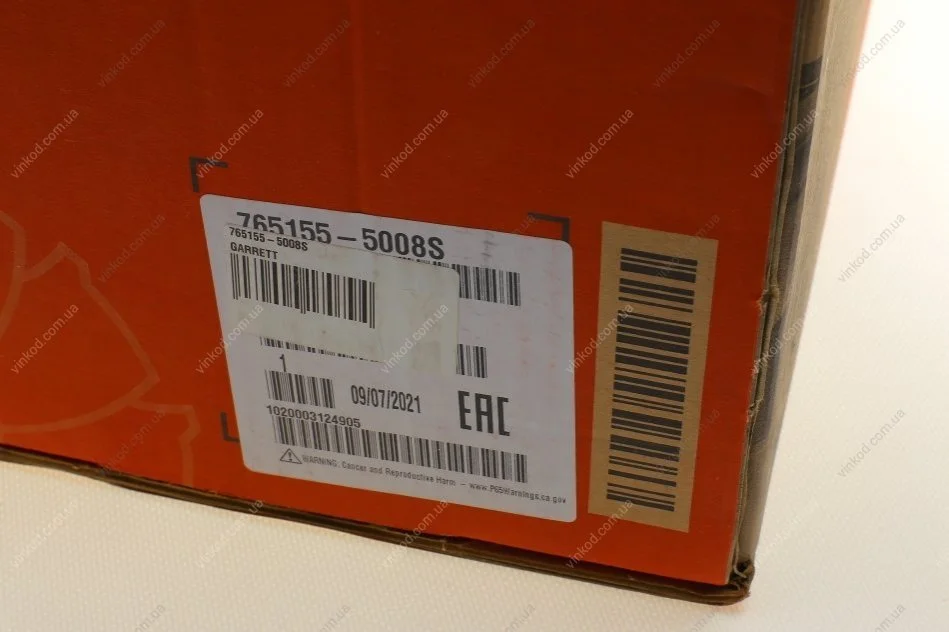 765155-5008S
765155-5008S
GARRETT
1
09/07/2021
EAC
1020003124905
WARNING: Cancer and Reproductive Harm - www.P65Warnings.ca.gov
vinkod.com.ua